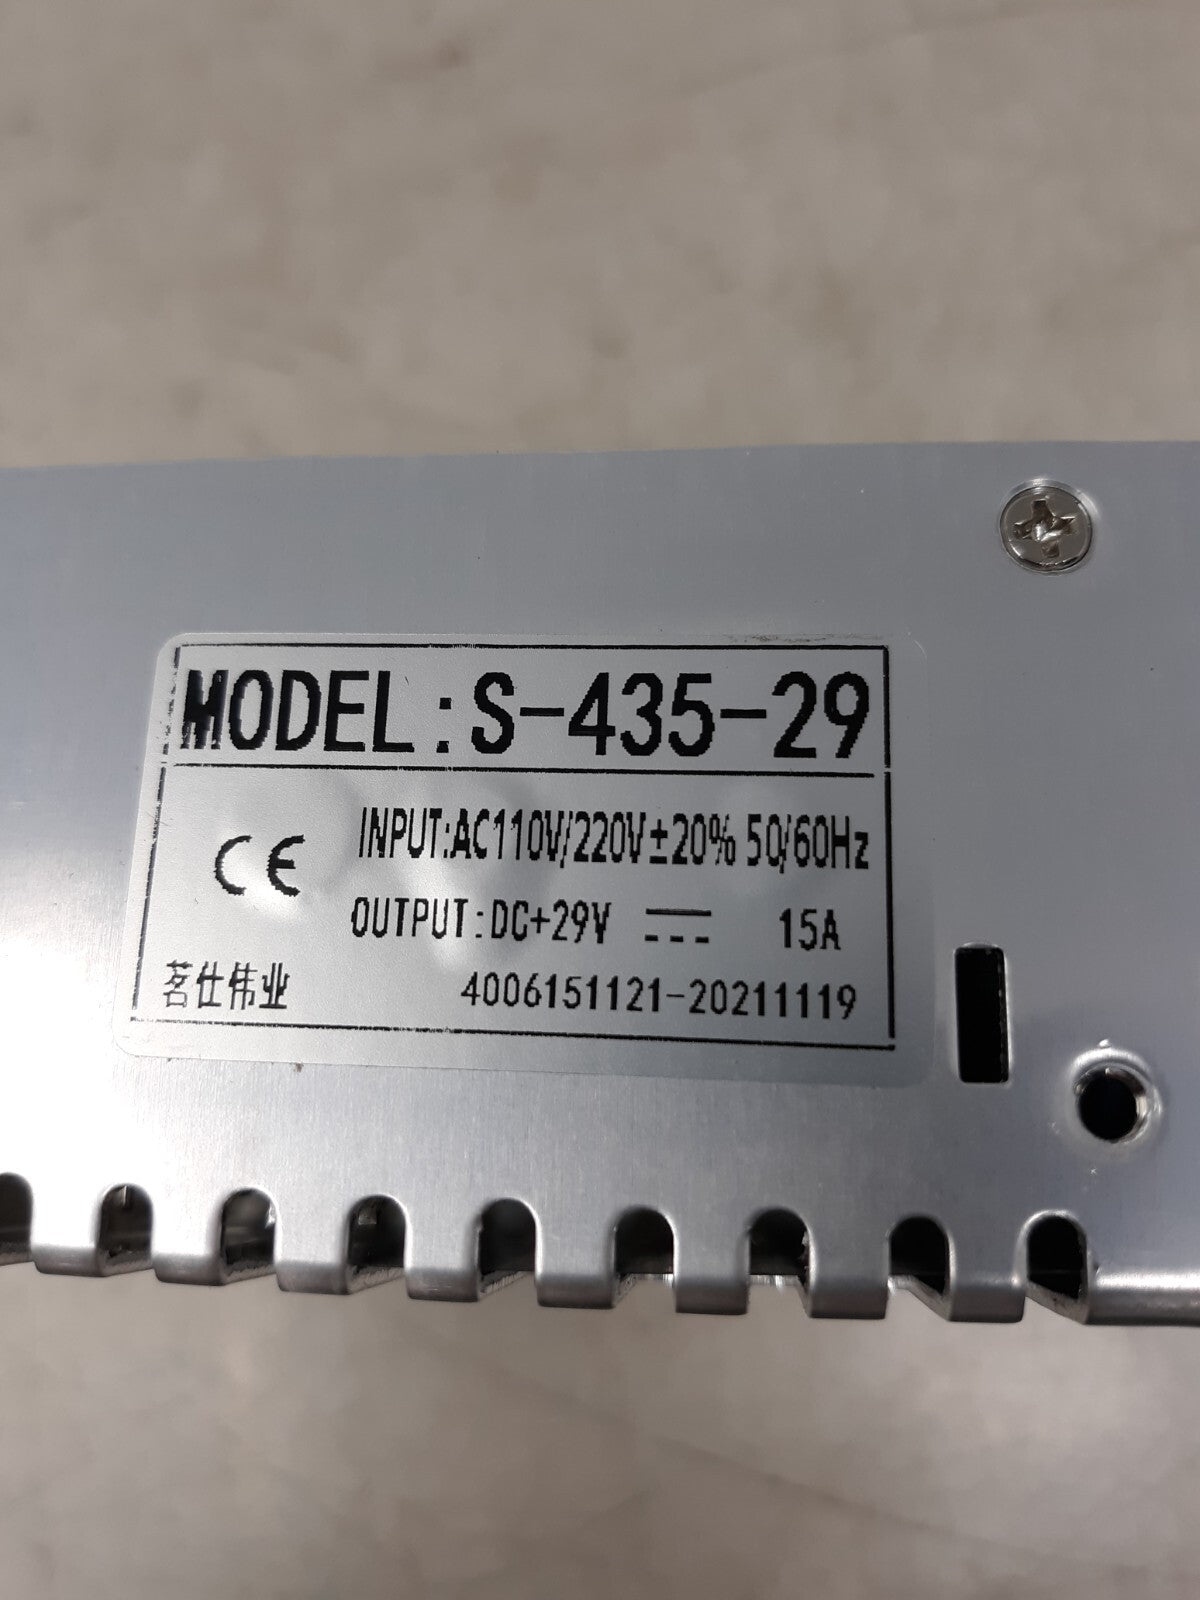 MODEL:S-435-29
CE INPUT:AC110V/220V±20% 50/60Hz
OUTPUT:DC+29V 15A
茗仕伟业 4006151121-20211119